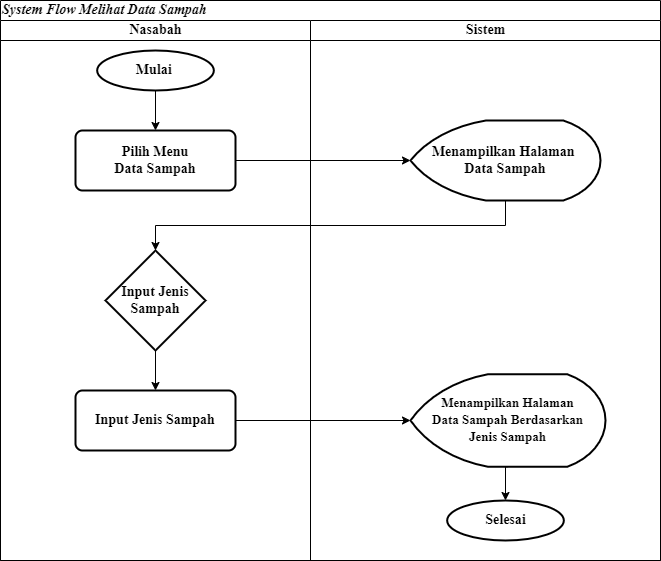 System Flow Melihat Data Sampah
Nasabah
Sistem
Mulai
Pilih Menu
Data Sampah
Menampilkan Halaman
Data Sampah
Input Jenis
Sampah
Input Jenis Sampah
Menampilkan Halaman
Data Sampah Berdasarkan
Jenis Sampah
Selesai